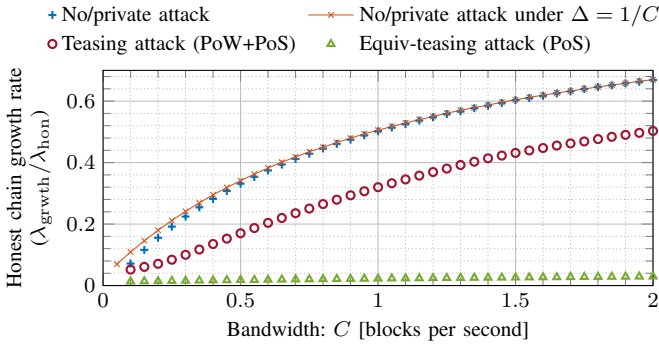 No/private attack
No/private attack under Δ = 1/C
Teasing attack (PoW+PoS)
Equiv-teasing attack (PoS)
Honest chain growth rate
(λ_grwth/λ_hon)
0.6
0.4
0.2
0
0
0.5
1
1.5
2
Bandwidth: C [blocks per second]